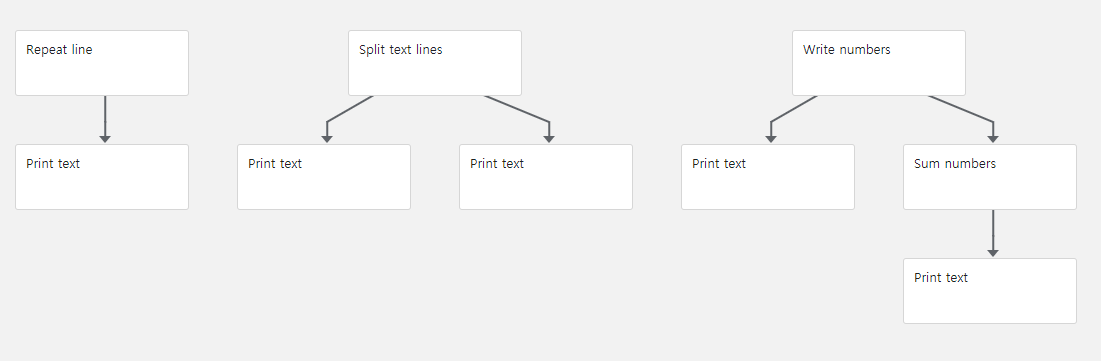 Repeat line
Split text lines
Write numbers
Print text
Print text
Print text
Print text
Sum numbers
Print text